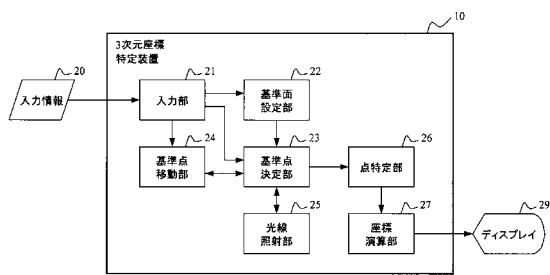 10
3次元座標
特定装置
20
入力情報
21
入力部
22
基準面
設定部
24
基準点
移動部
23
基準点
決定部
26
点特定部
25
光線
照射部
27
座標
演算部
29
ディスプレイ